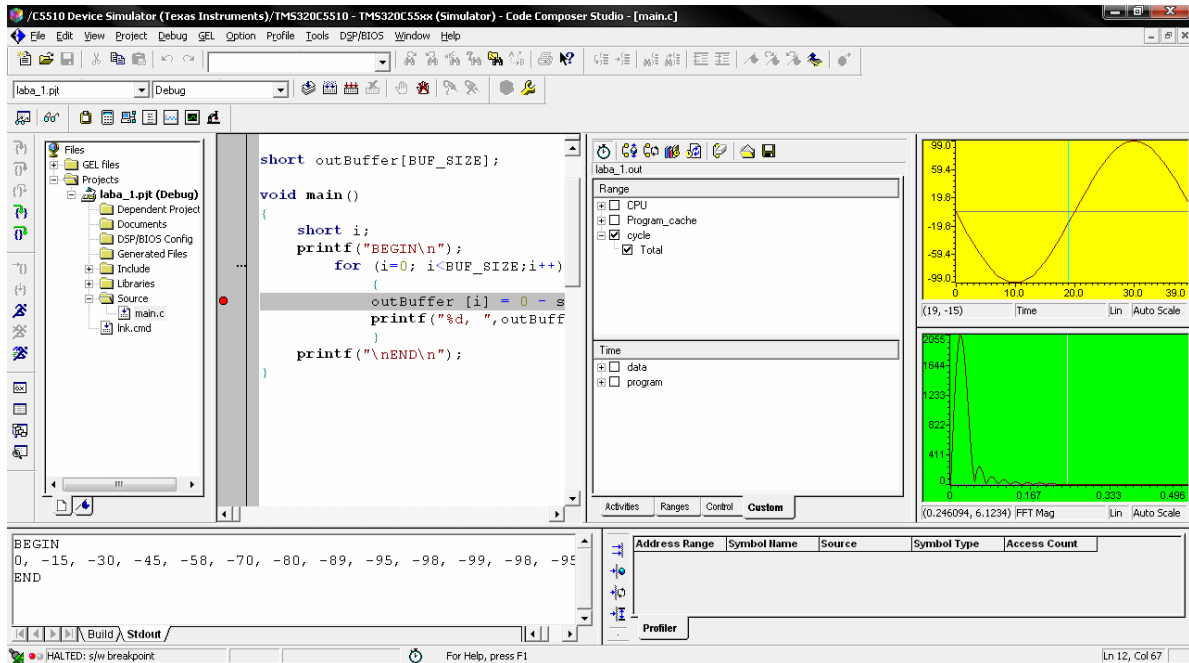 /C5510 Device Simulator (Texas Instruments)/TMS320C5510 - TMS320C55xx (Simulator) - Code Composer Studio - [main.c]
File Edit View Project Debug GEL Option Profile Tools DSP/BIOS Window Help
laba_1.pjt Debug
Files
GEL files
Projects
laba_1.pjt (Debug)
Dependent Project
Documents
DSP/BIOS Config
Generated Files
Include
Libraries
Source
main.c
lnk.cmd
short outBuffer[BUF_SIZE];
void main()
{
short i;
printf("BEGIN\n");
for (i=0; i<BUF_SIZE;i++)
{
outBuffer [i] = 0 - s
printf("%d, ",outBuff
}
printf("\nEND\n");
}
laba_1.out
Range
CPU
Program_cache
cycle
Total
Time
data
program
Activities Ranges Control Custom
99.0
59.4
19.8
-19.8
-59.4
-99.0
0 10.0 20.0 30.0 39.0
(19, -15) Time Lin Auto Scale
2055
1644
1233
822
411
0
0 0.167 0.333 0.496
(0.246094, 6.1234) FFT Mag Lin Auto Scale
BEGIN
0, -15, -30, -45, -58, -70, -80, -89, -95, -98, -99, -98, -95
END
Build Stdout
Address Range Symbol Name Source Symbol Type Access Count
Profiler
HALTED: s/w breakpoint For Help, press F1 Ln 12, Col 67